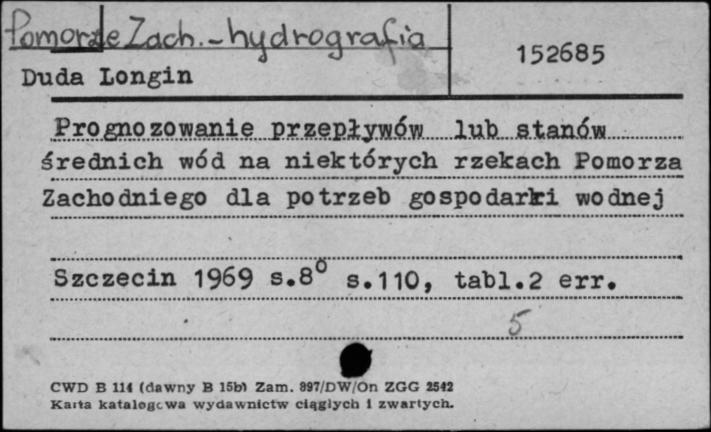 Pomorze Zach. - hydrografia
152685
Duda Longin
Prognozowanie przepływów lub stanów
średnich wód na niektórych rzekach Pomorza
Zachodniego dla potrzeb gospodarki wodnej
Szczecin 1969 s.8° s.110, tabl.2 err.
5
CWD B 114 (dawny B 15b) Zam. 897/DW/On ZGG 2542
Karta katalogowa wydawnictw ciągłych i zwartych.